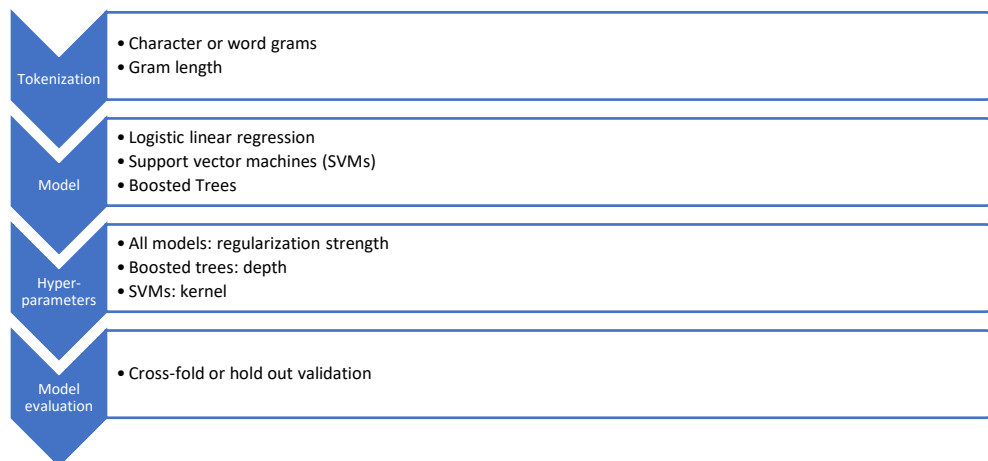 Tokenization
• Character or word grams
• Gram length
Model
• Logistic linear regression
• Support vector machines (SVMs)
• Boosted Trees
Hyper-
parameters
• All models: regularization strength
• Boosted trees: depth
• SVMs: kernel
Model
evaluation
• Cross-fold or hold out validation